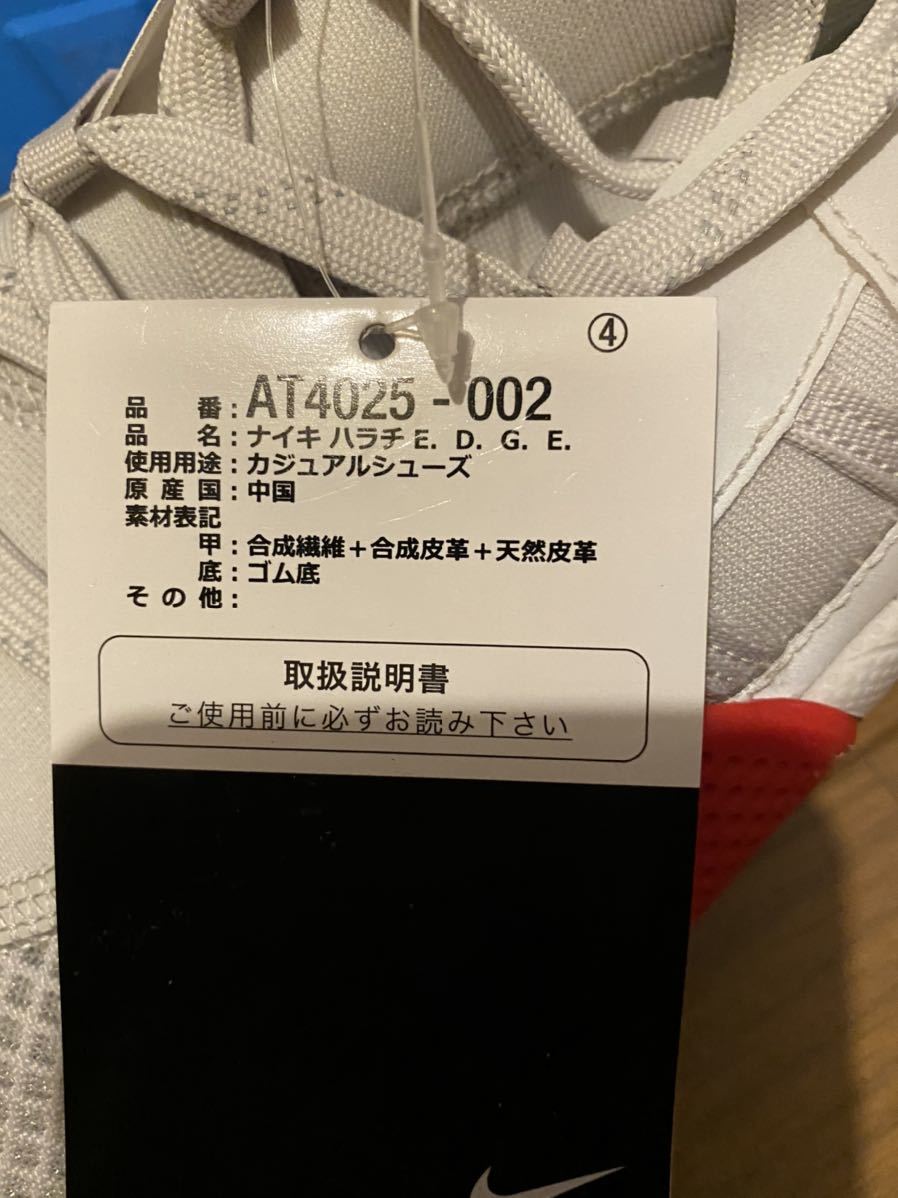 ④
品 番:AT4025-002
品 名:ナイキ ハラチ E. D. G. E.
使用用途:カジュアルシューズ
原産国:中国
素材表記
甲:合成繊維+合成皮革+天然皮革
底:ゴム底
その他:
取扱説明書
ご使用前に必ずお読み下さい